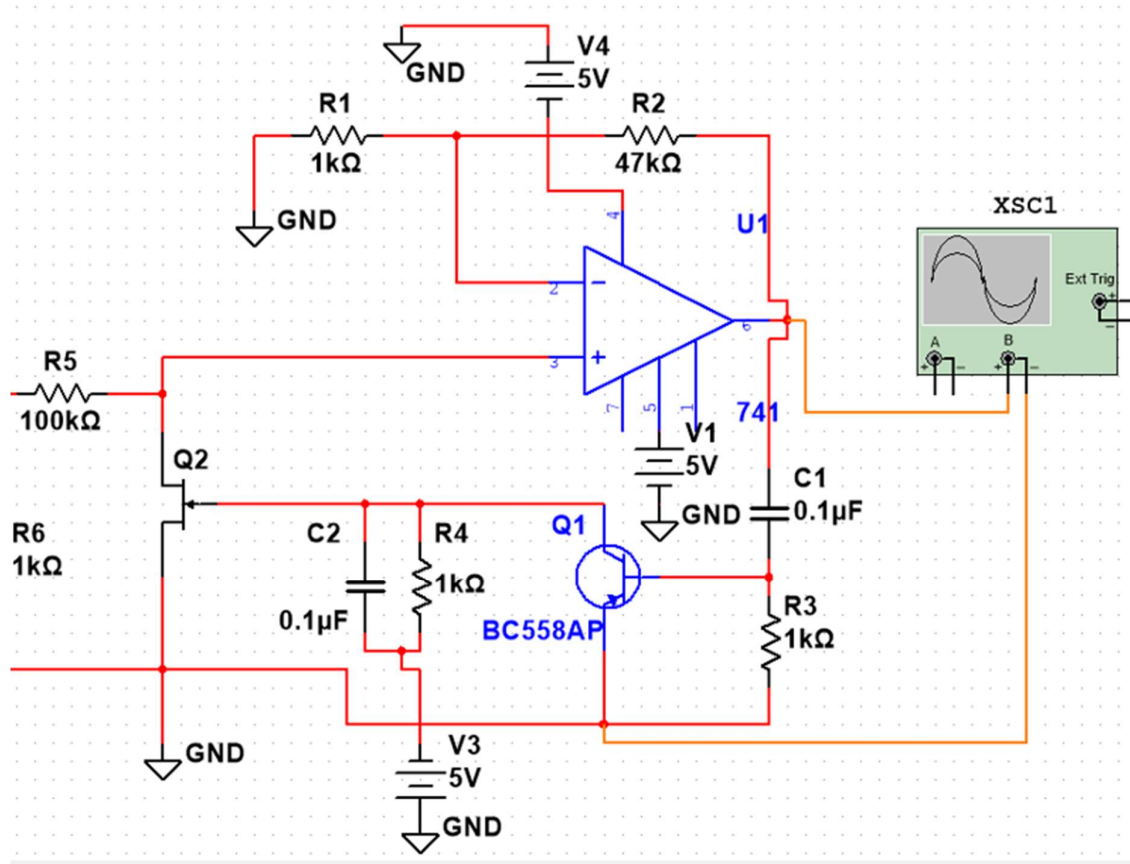 GND
V4
5V
R1
1kΩ
R2
47kΩ
GND
4
U1
XSC1
Ext Trig
+
−
2
−
6
A
B
+
−
+
−
3
+
R5
100kΩ
7
5
1
741
V1
5V
GND
Q2
C1
0.1µF
R6
1kΩ
C2
0.1µF
R4
1kΩ
Q1
BC558AP
R3
1kΩ
GND
V3
5V
GND